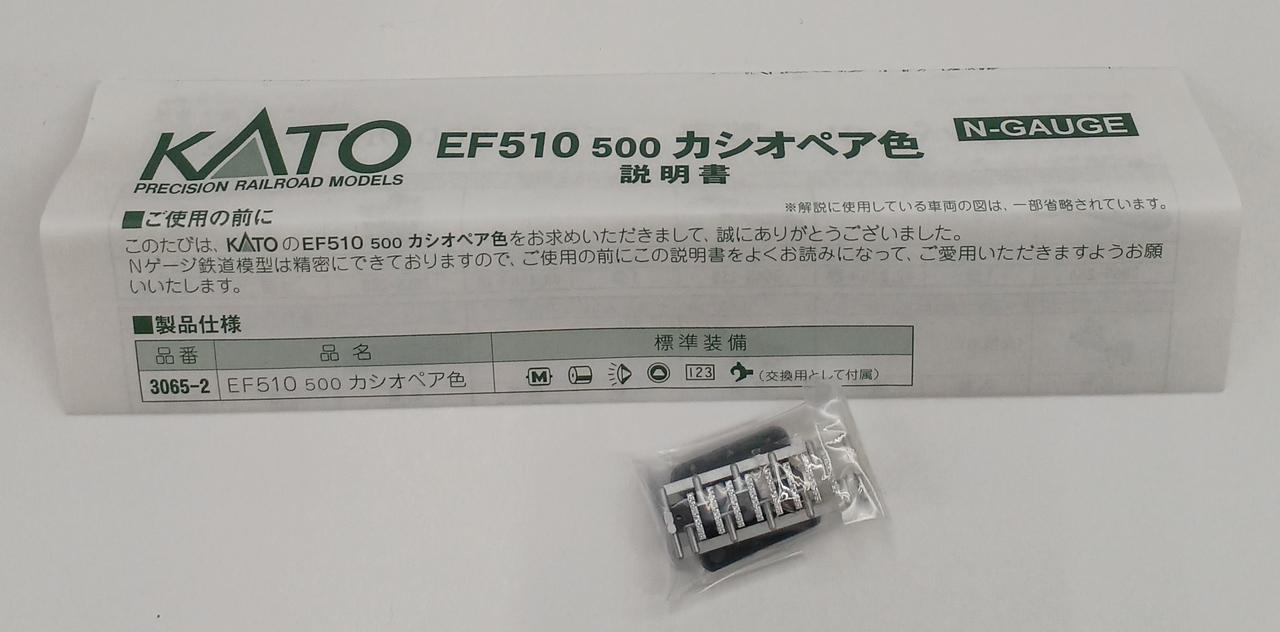 KATO
PRECISION RAILROAD MODELS
EF510 500 カシオペア色
説明書
N-GAUGE
※解説に使用している車両の図は、一部省略されています。
■ご使用の前に
このたびは、KATOのEF510 500 カシオペア色をお求めいただきまして、誠にありがとうございました。
Nゲージ鉄道模型は精密にできておりますので、ご使用の前にこの説明書をよくお読みになって、ご愛用いただきますようお願
いいたします。
■製品仕様
品番 品名 標準装備
3065-2 EF510 500 カシオペア色 M 123 (交換用として付属)